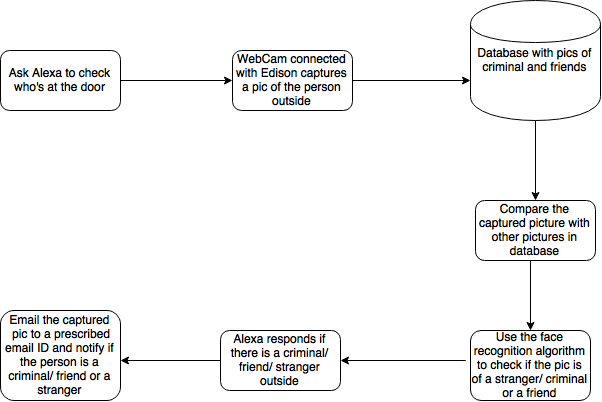 Ask Alexa to check
who's at the door
WebCam connected
with Edison captures
a pic of the person
outside
Database with pics of
criminal and friends
Compare the
captured picture with
other pictures in
database
Use the face
recognition algorithm
to check if the pic is
of a stranger/ criminal
or a friend
Alexa responds if
there is a criminal/
friend/ stranger
outside
Email the captured
pic to a prescribed
email ID and notify if
the person is a
criminal/ friend or a
stranger